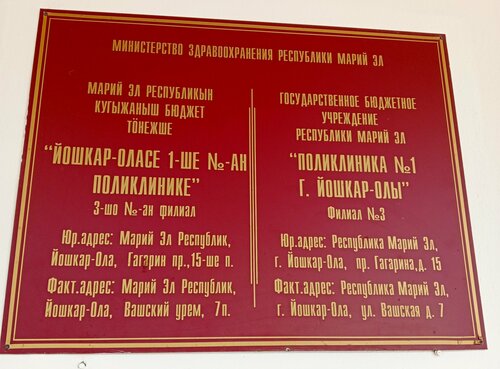 МИНИСТЕРСТВО ЗДРАВООХРАНЕНИЯ РЕСПУБЛИКИ МАРИЙ ЭЛ
МАРИЙ ЭЛ РЕСПУБЛИКЫН
КУГЫЖАНЫШ БЮДЖЕТ
ТӦНЕЖШЕ
“ЙОШКАР-ОЛАСЕ 1-ШЕ №-АН
ПОЛИКЛИНИКЕ”
3-шо №-ан филиал
Юр.адрес: Марий Эл Республик,
Йошкар-Ола, Гагарин пр.,15-ше п.
Факт.адрес: Марий Эл Республик,
Йошкар-Ола, Вашский урем, 7 п.
ГОСУДАРСТВЕННОЕ БЮДЖЕТНОЕ
УЧРЕЖДЕНИЕ
РЕСПУБЛИКИ МАРИЙ ЭЛ
“ПОЛИКЛИНИКА №1
Г. ЙОШКАР-ОЛЫ”
Филиал №3
Юр.адрес: Республика Марий Эл,
г. Йошкар-Ола, пр. Гагарина,д. 15
Факт.адрес: Республика Марий Эл,
г. Йошкар-Ола, ул. Вашская д. 7